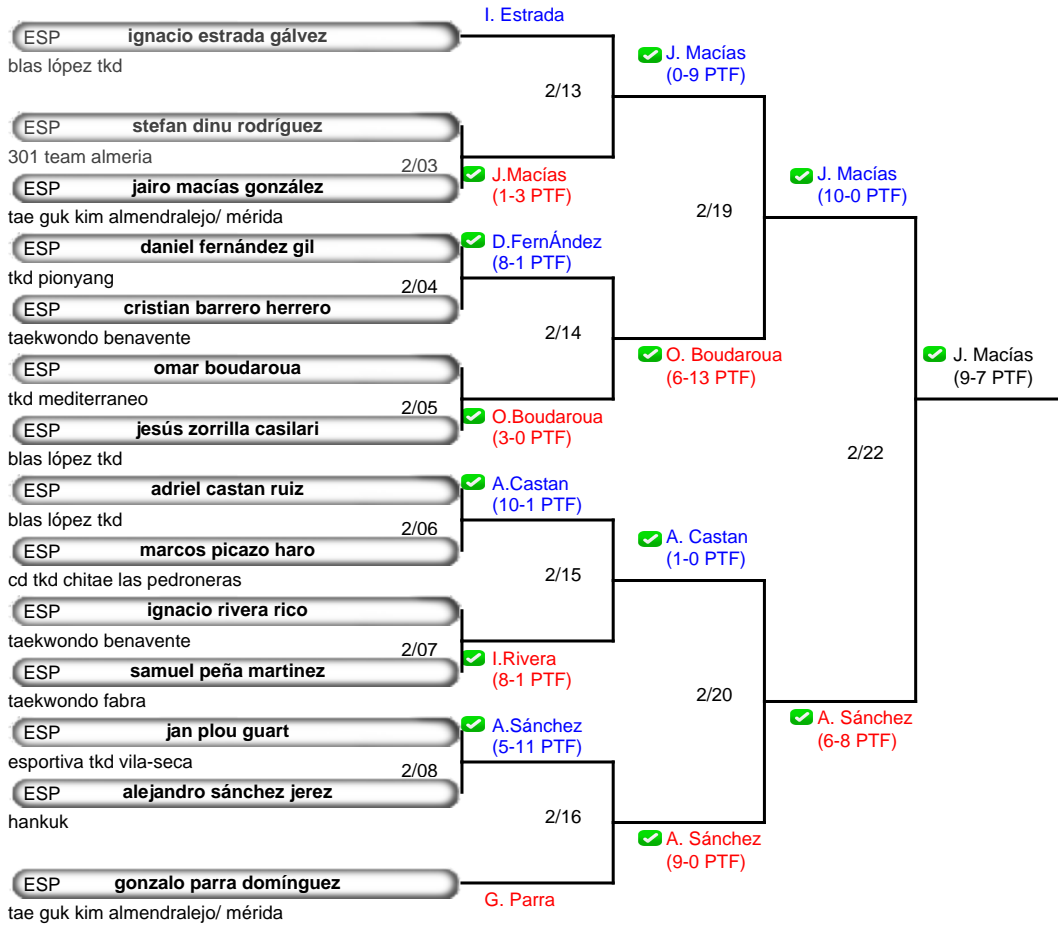 I. Estrada
ESP ignacio estrada gálvez
blas lópez tkd
J. Macías
(0-9 PTF)
2/13
ESP stefan dinu rodríguez
301 team almeria
2/03
J.Macías
(1-3 PTF)
ESP jairo macías gonzález
tae guk kim almendralejo/ mérida
J. Macías
(10-0 PTF)
2/19
ESP daniel fernández gil
tkd pionyang
D.FernÁndez
(8-1 PTF)
2/04
ESP cristian barrero herrero
taekwondo benavente
2/14
O. Boudaroua
(6-13 PTF)
J. Macías
(9-7 PTF)
ESP omar boudaroua
tkd mediterraneo
2/05
O.Boudaroua
(3-0 PTF)
ESP jesús zorrilla casilari
blas lópez tkd
2/22
ESP adriel castan ruiz
blas lópez tkd
A.Castan
(10-1 PTF)
2/06
ESP marcos picazo haro
cd tkd chitae las pedroneras
A. Castan
(1-0 PTF)
2/15
ESP ignacio rivera rico
taekwondo benavente
2/07
I.Rivera
(8-1 PTF)
ESP samuel peña martinez
taekwondo fabra
2/20
A. Sánchez
(6-8 PTF)
ESP jan plou guart
esportiva tkd vila-seca
A.Sánchez
(5-11 PTF)
2/08
ESP alejandro sánchez jerez
hankuk
2/16
A. Sánchez
(9-0 PTF)
ESP gonzalo parra domínguez
tae guk kim almendralejo/ mérida
G. Parra